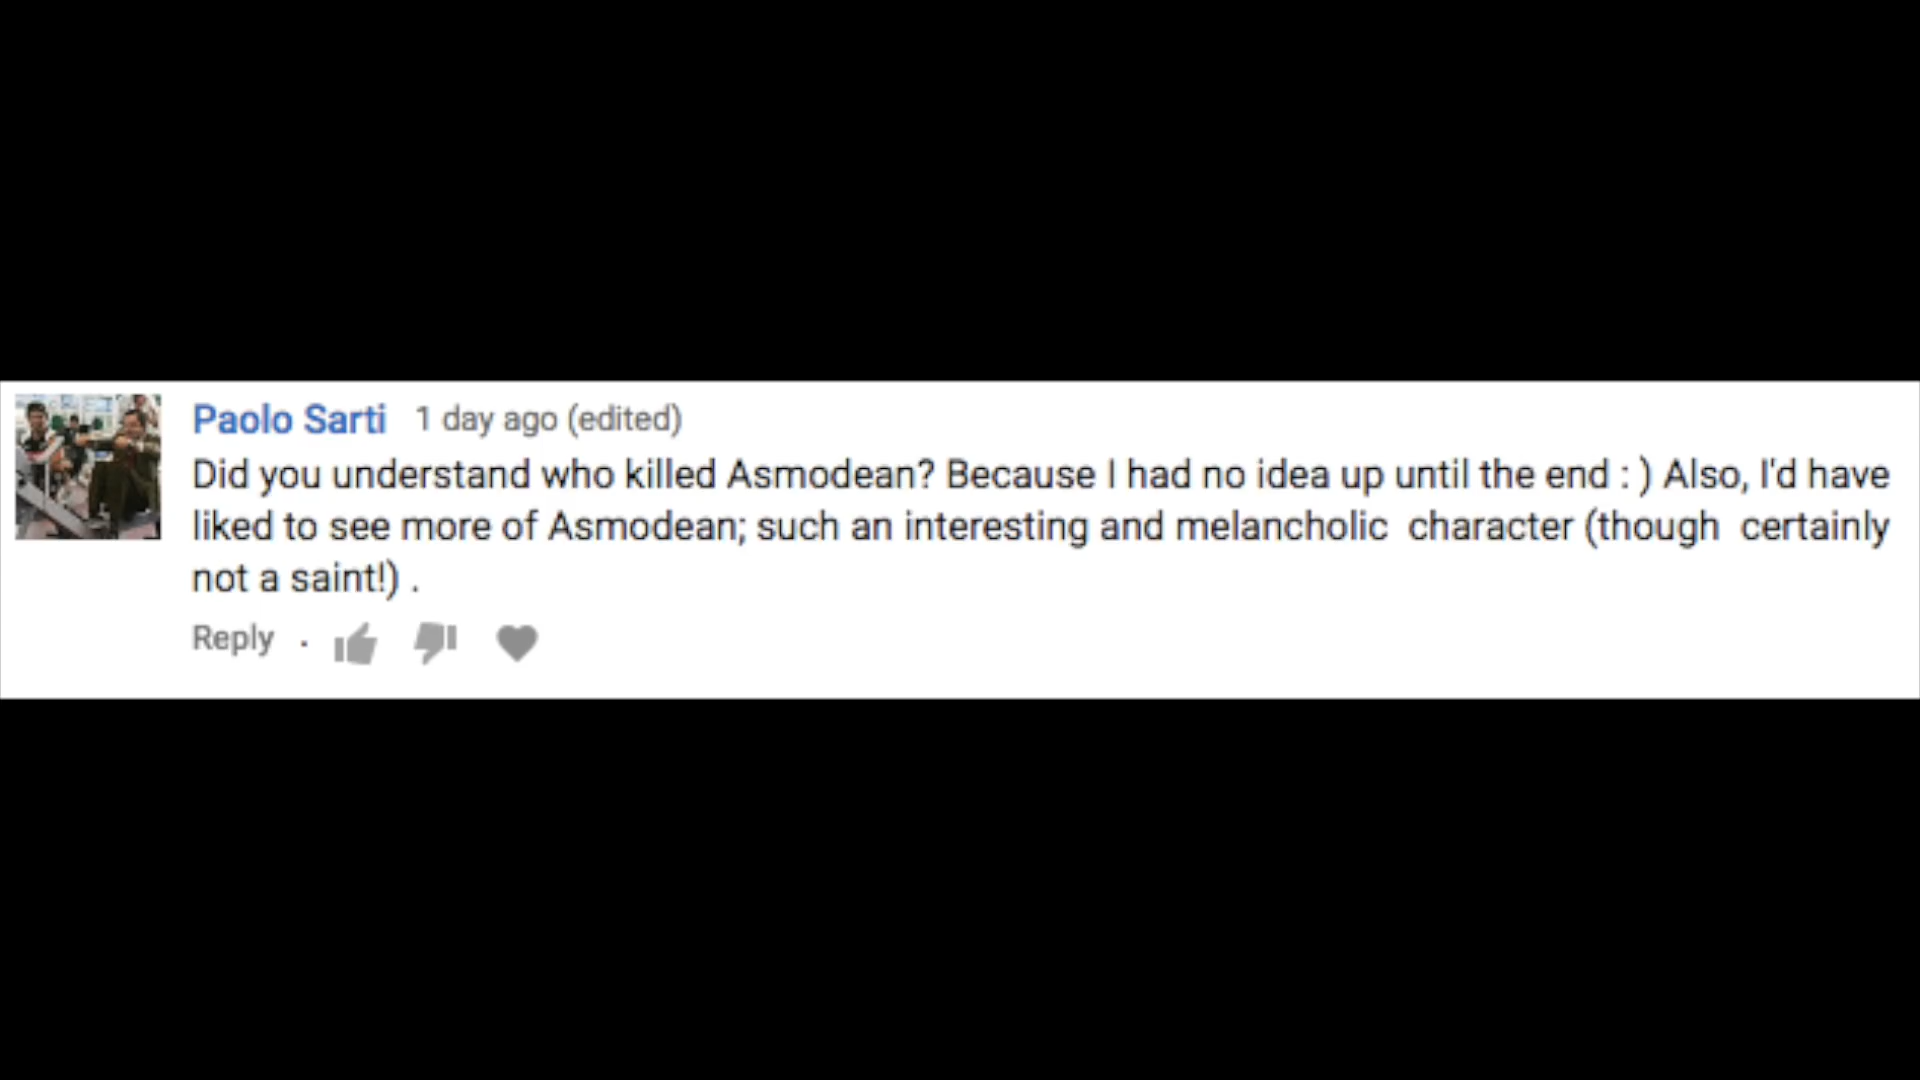 Paolo Sarti 1 day ago (edited)
Did you understand who killed Asmodean? Because I had no idea up until the end : ) Also, I'd have
liked to see more of Asmodean; such an interesting and melancholic  character (though  certainly
not a saint!) .
Reply .